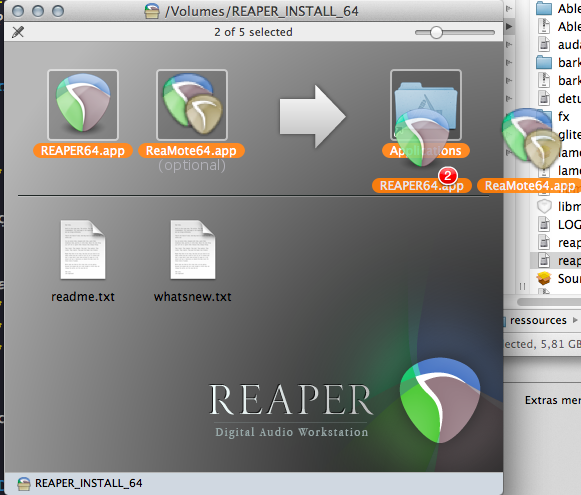 /Volumes/REAPER_INSTALL_64
2 of 5 selected
REAPER64.app
ReaMote64.app
(optional)
Applications
REAPER64.app
2
ReaMote64.app
readme.txt
whatsnew.txt
REAPER
Digital Audio Workstation
REAPER_INSTALL_64
Able
Able
auda
bark
bark
detu
fx
glite
lame
lame
libm
LOG
reap
reap
Sour
ressources
ected, 5,81 GB
Extras men